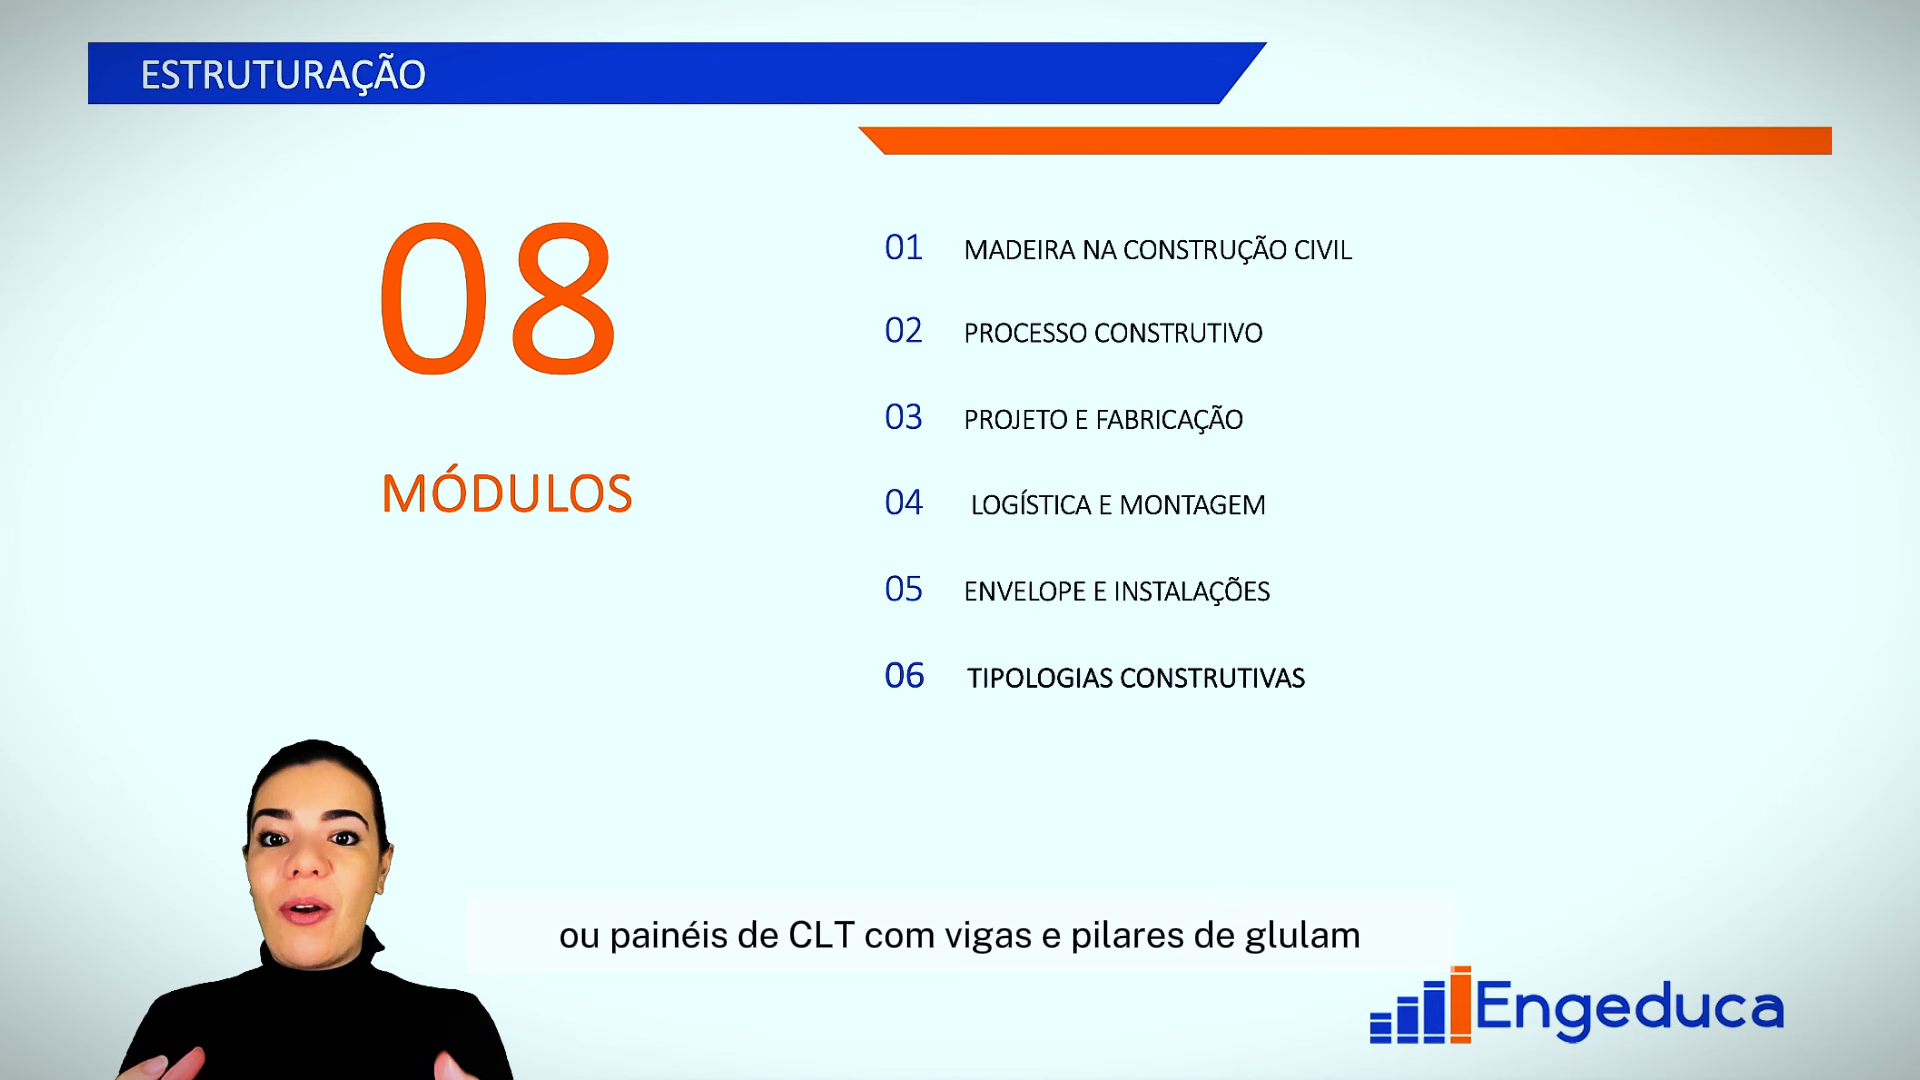 ESTRUTURAÇÃO
08
MÓDULOS
01 MADEIRA NA CONSTRUÇÃO CIVIL
02 PROCESSO CONSTRUTIVO
03 PROJETO E FABRICAÇÃO
04 LOGÍSTICA E MONTAGEM
05 ENVELOPE E INSTALAÇÕES
06 TIPOLOGIAS CONSTRUTIVAS
ou painéis de CLT com vigas e pilares de glulam
Engeduca